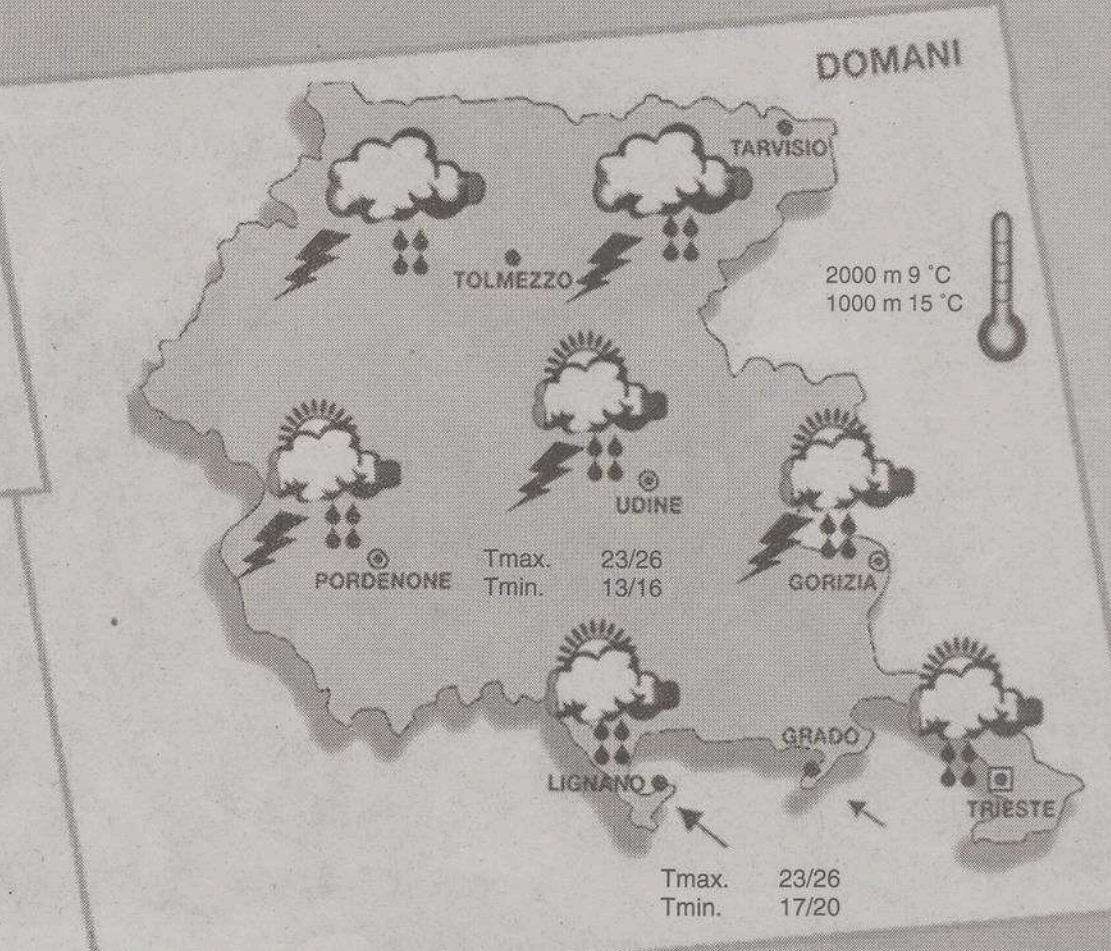 DOMANI
TARVISIO
TOLMEZZO
2000 m 9 °C
1000 m 15 °C
UDINE
PORDENONE
GORIZIA
Tmax. 23/26
Tmin. 13/16
GRADO
LIGNANO
TRIESTE
Tmax. 23/26
Tmin. 17/20